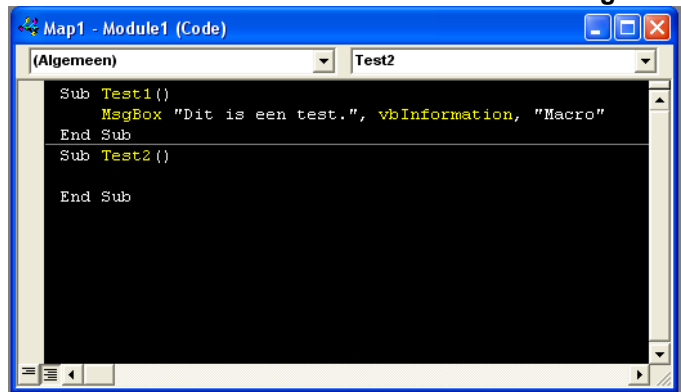 Map1 - Module1 (Code)
(Algemeen) Test2
Sub Test1()
MsgBox "Dit is een test.", vbInformation, "Macro"
End Sub
Sub Test2()
End Sub